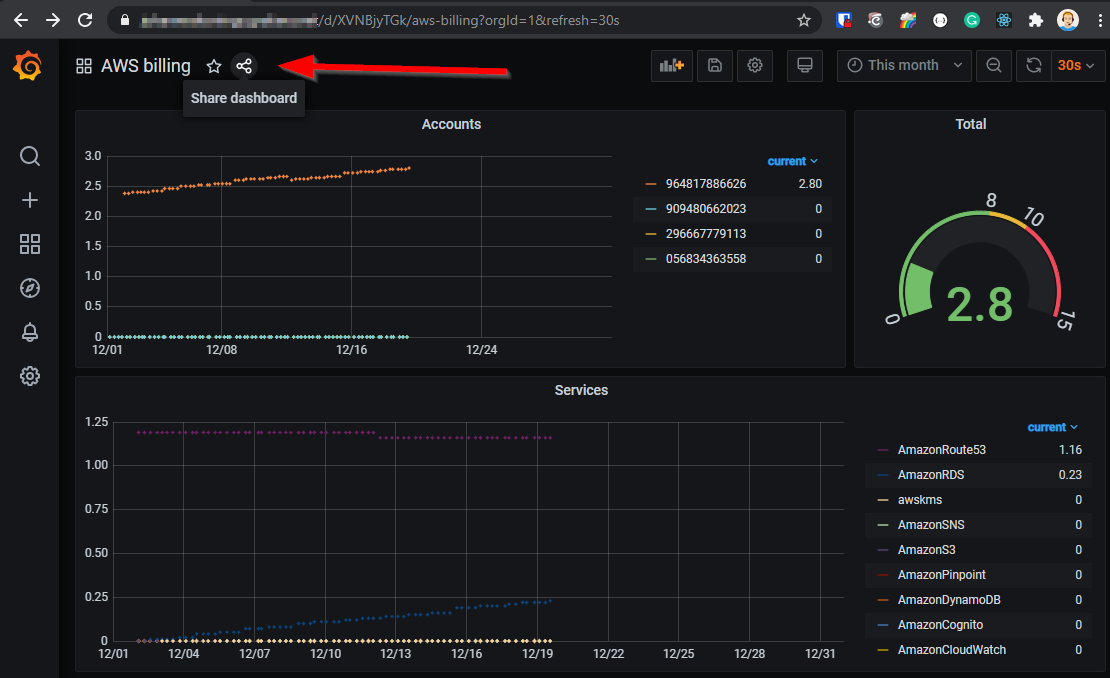 /d/XVNBjyTGk/aws-billing?orgId=1&refresh=30s
AWS billing
This month
30s
Share dashboard
Accounts
3.0
2.5
2.0
1.5
1.0
0.5
0
12/01
12/08
12/16
12/24
current
964817886626 2.80
909480662023 0
296667779113 0
056834363558 0
Total
0
8
10
15
2.8
Services
1.25
1.00
0.75
0.50
0.25
0
12/01
12/04
12/07
12/10
12/13
12/16
12/19
12/22
12/25
12/28
12/31
current
AmazonRoute53 1.16
AmazonRDS 0.23
awskms 0
AmazonSNS 0
AmazonS3 0
AmazonPinpoint 0
AmazonDynamoDB 0
AmazonCognito 0
AmazonCloudWatch 0